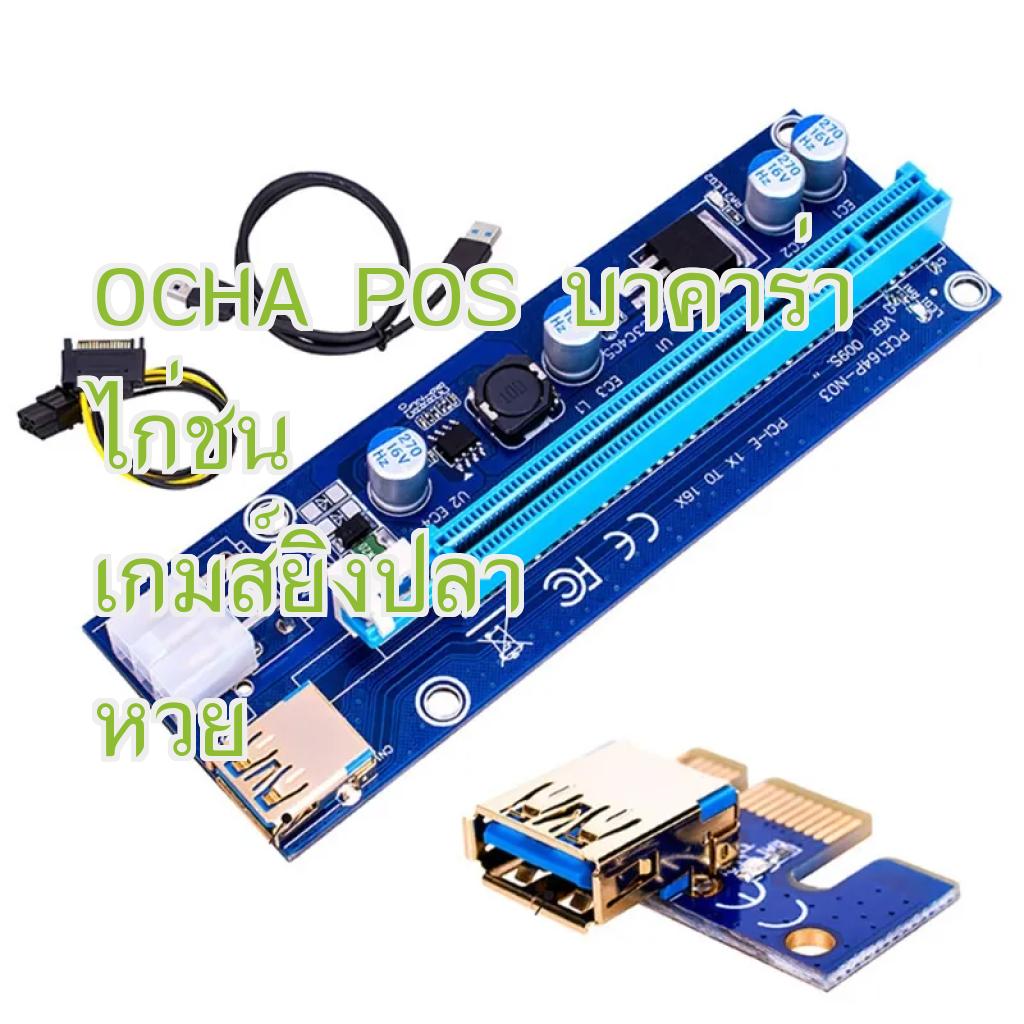 OCHA POS บาคาร่า
ไก่ชน
เกมส์ยิงปลา
หวย
270
16V
Hz
270
16V
Hz
EC1
EC2
U1
EC3 L1
270
16V
Hz
U2 EC4
PCE164P-N03
VER 009S
PCI-E 1X TO 16X
CE FC
CE